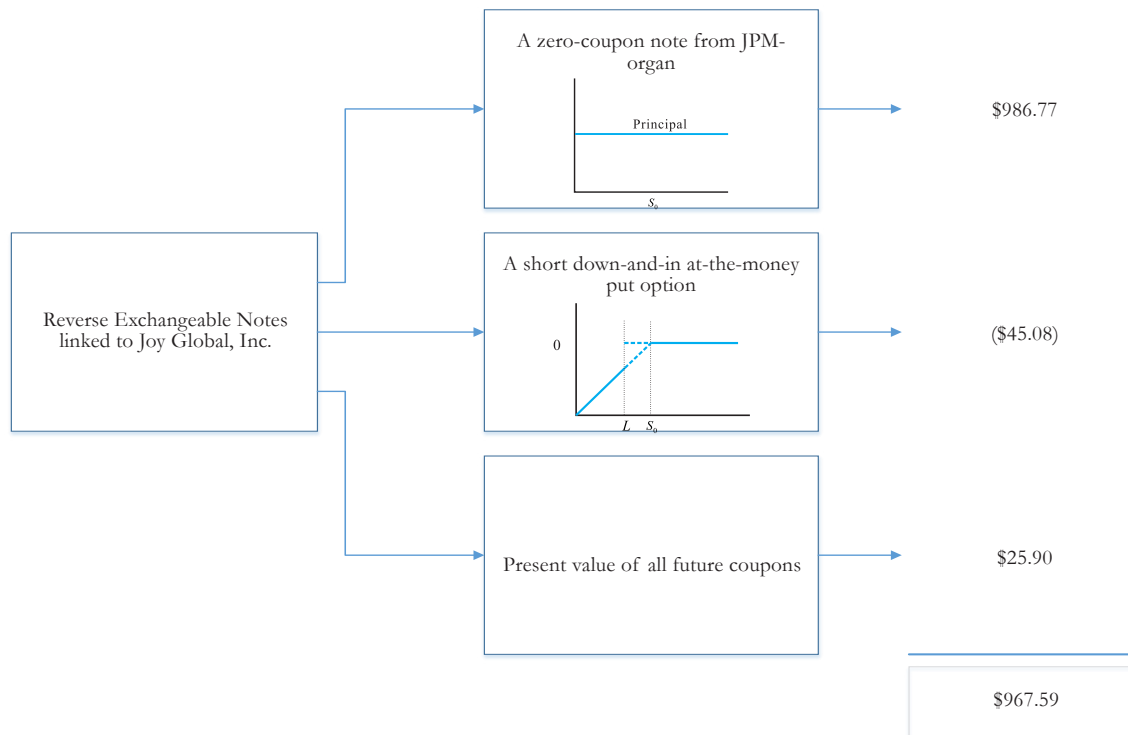 A zero-coupon note from JPM-
organ
Principal
S₀
$986.77
Reverse Exchangeable Notes
linked to Joy Global, Inc.
A short down-and-in at-the-money
put option
0
L S₀
($45.08)
Present value of all future coupons
$25.90
$967.59